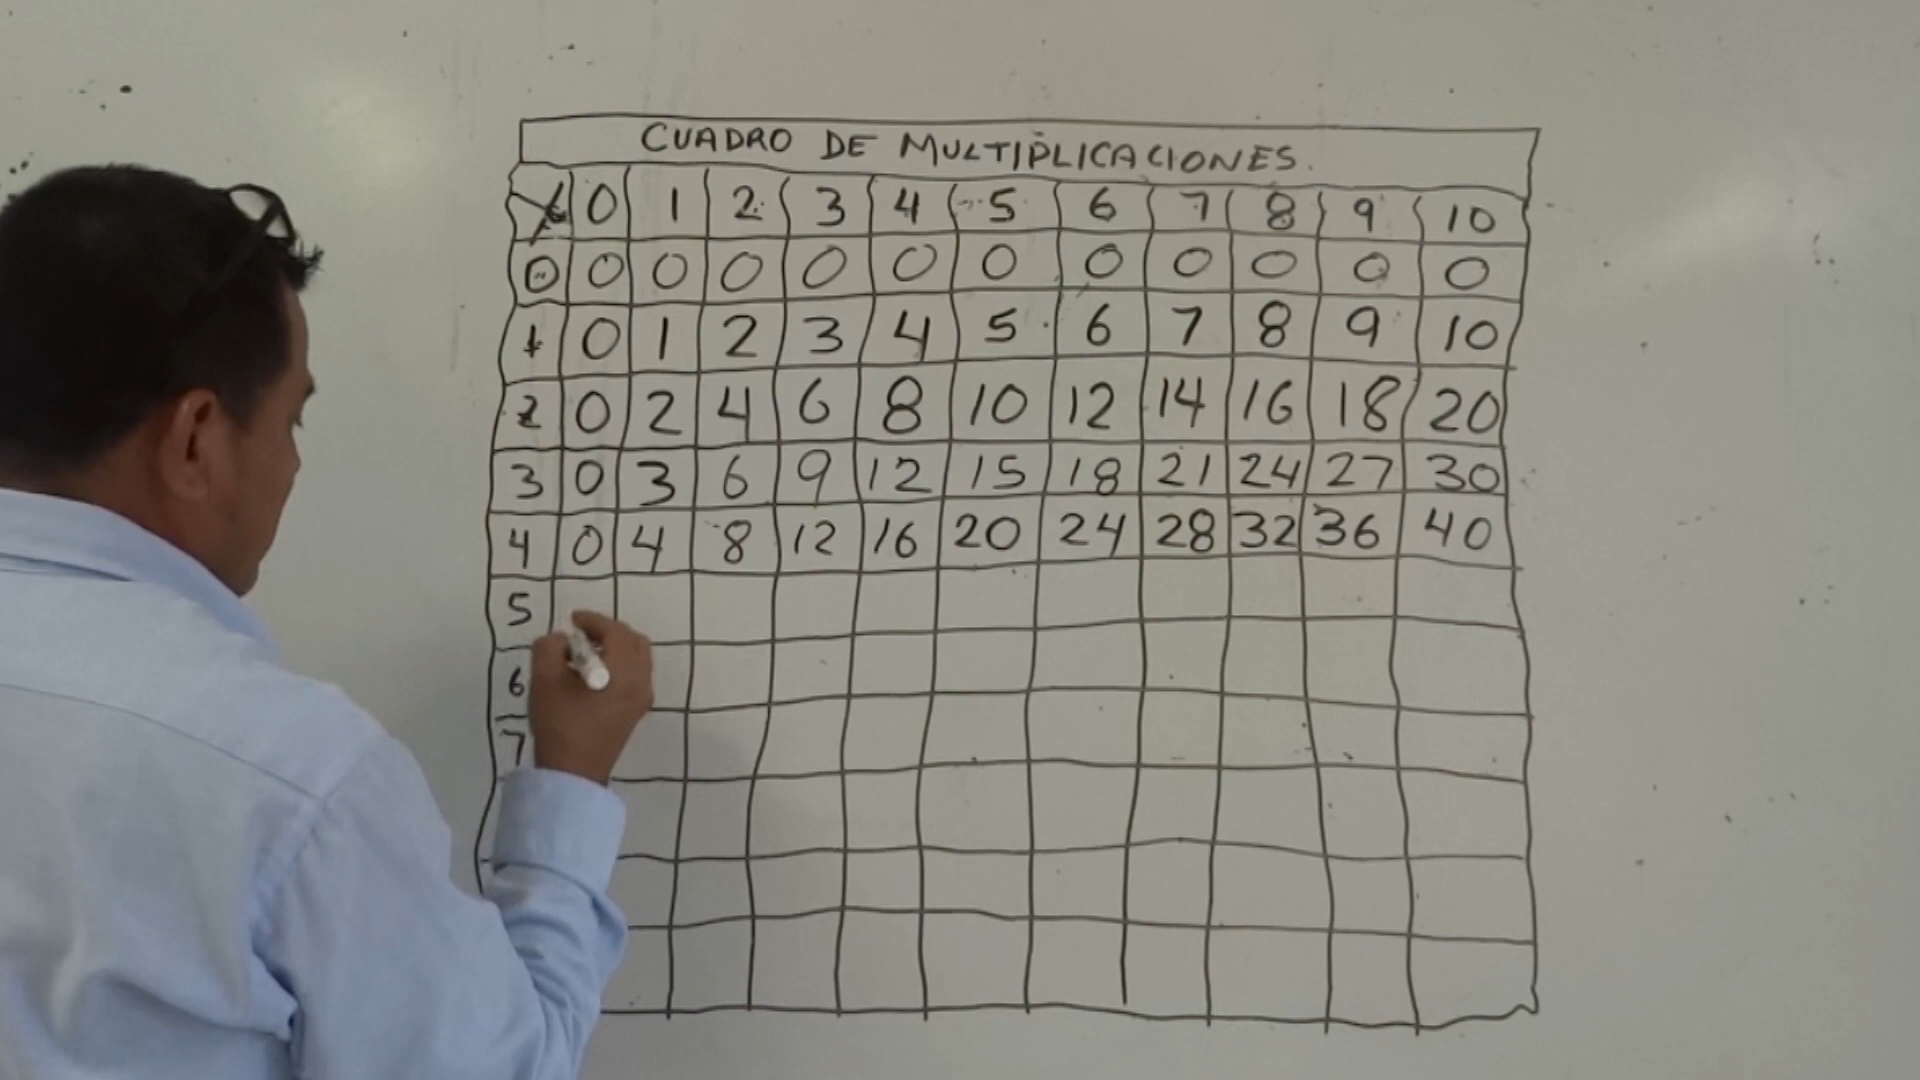 CUADRO DE MULTIPLICACIONES.
X 0 1 2 3 4 5 6 7 8 9 10
0 0 0 0 0 0 0 0 0 0 0 0
1 0 1 2 3 4 5 6 7 8 9 10
2 0 2 4 6 8 10 12 14 16 18 20
3 0 3 6 9 12 15 18 21 24 27 30
4 0 4 8 12 16 20 24 28 32 36 40
5
6
7